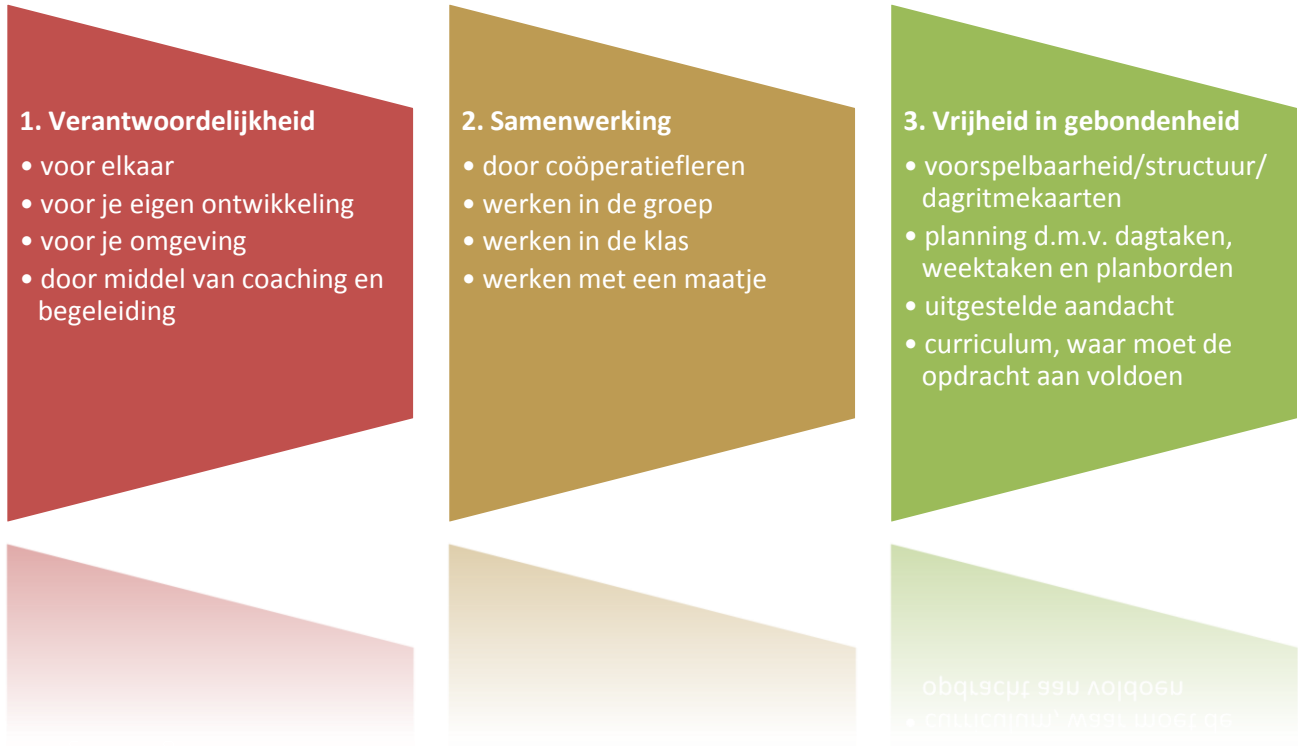 1. Verantwoordelijkheid
• voor elkaar
• voor je eigen ontwikkeling
• voor je omgeving
• door middel van coaching en
begeleiding
2. Samenwerking
• door coöperatiefleren
• werken in de groep
• werken in de klas
• werken met een maatje
3. Vrijheid in gebondenheid
• voorspelbaarheid/structuur/
dagritmekaarten
• planning d.m.v. dagtaken,
weektaken en planborden
• uitgestelde aandacht
• curriculum, waar moet de
opdracht aan voldoen